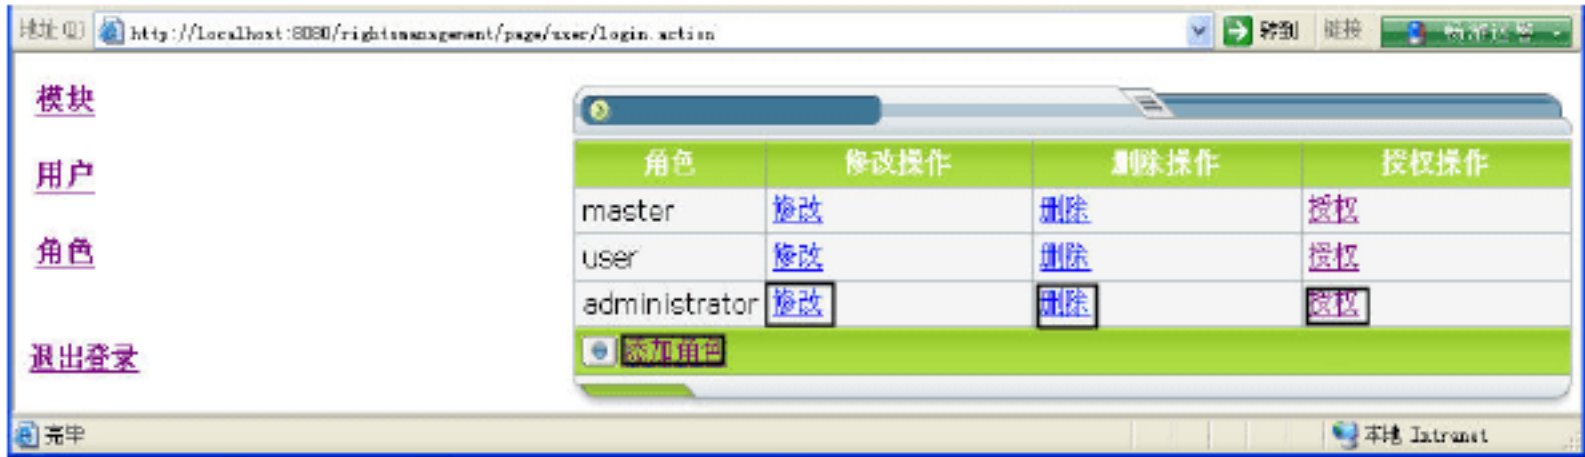 地址(D) http://localhost:8080/rightsmanagement/page/user/login.action 转到 链接
模块
用户
角色
退出登录
角色 修改操作 删除操作 授权操作
master 修改 删除 授权
user 修改 删除 授权
administrator 修改 删除 授权
添加角色
完毕 本地 Intranet